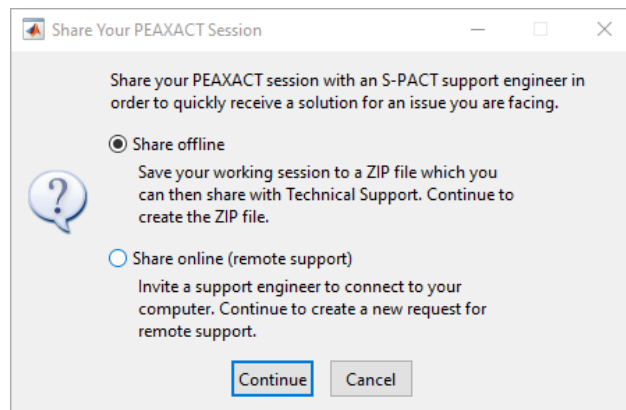 Share Your PEAXACT Session
Share your PEAXACT session with an S-PACT support engineer in
order to quickly receive a solution for an issue you are facing.
Share offline
Save your working session to a ZIP file which you
can then share with Technical Support. Continue to
create the ZIP file.
?
Share online (remote support)
Invite a support engineer to connect to your
computer. Continue to create a new request for
remote support.
Continue Cancel